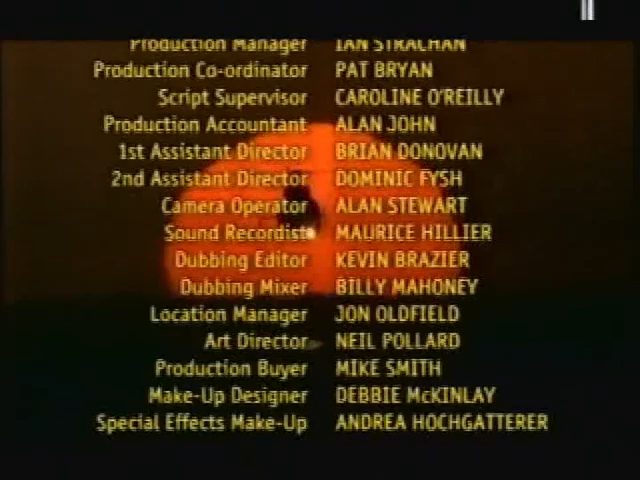 Production Manager IAN STRACHAN
Production Co-ordinator PAT BRYAN
Script Supervisor CAROLINE O'REILLY
Production Accountant ALAN JOHN
1st Assistant Director BRIAN DONOVAN
2nd Assistant Director DOMINIC FYSH
Camera Operator ALAN STEWART
Sound Recordist MAURICE HILLIER
Dubbing Editor KEVIN BRAZIER
Dubbing Mixer BILLY MAHONEY
Location Manager JON OLDFIELD
Art Director NEIL POLLARD
Production Buyer MIKE SMITH
Make-Up Designer DEBBIE McKINLAY
Special Effects Make-Up ANDREA HOCHGATTERER